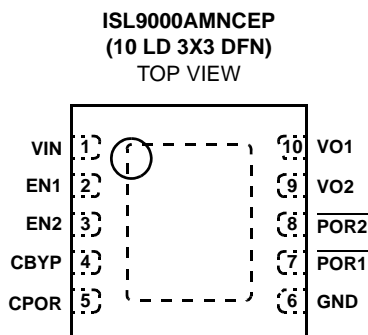 ISL9000AMNCEP
(10 LD 3X3 DFN)
TOP VIEW
VIN 1 10 VO1
EN1 2 9 VO2
EN2 3 8 POR2
CBYP 4 7 POR1
CPOR 5 6 GND